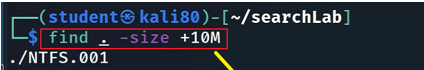 ┌──(student㉿kali80)-[~/searchLab]
└─$ find . -size +10M
./NTFS.001